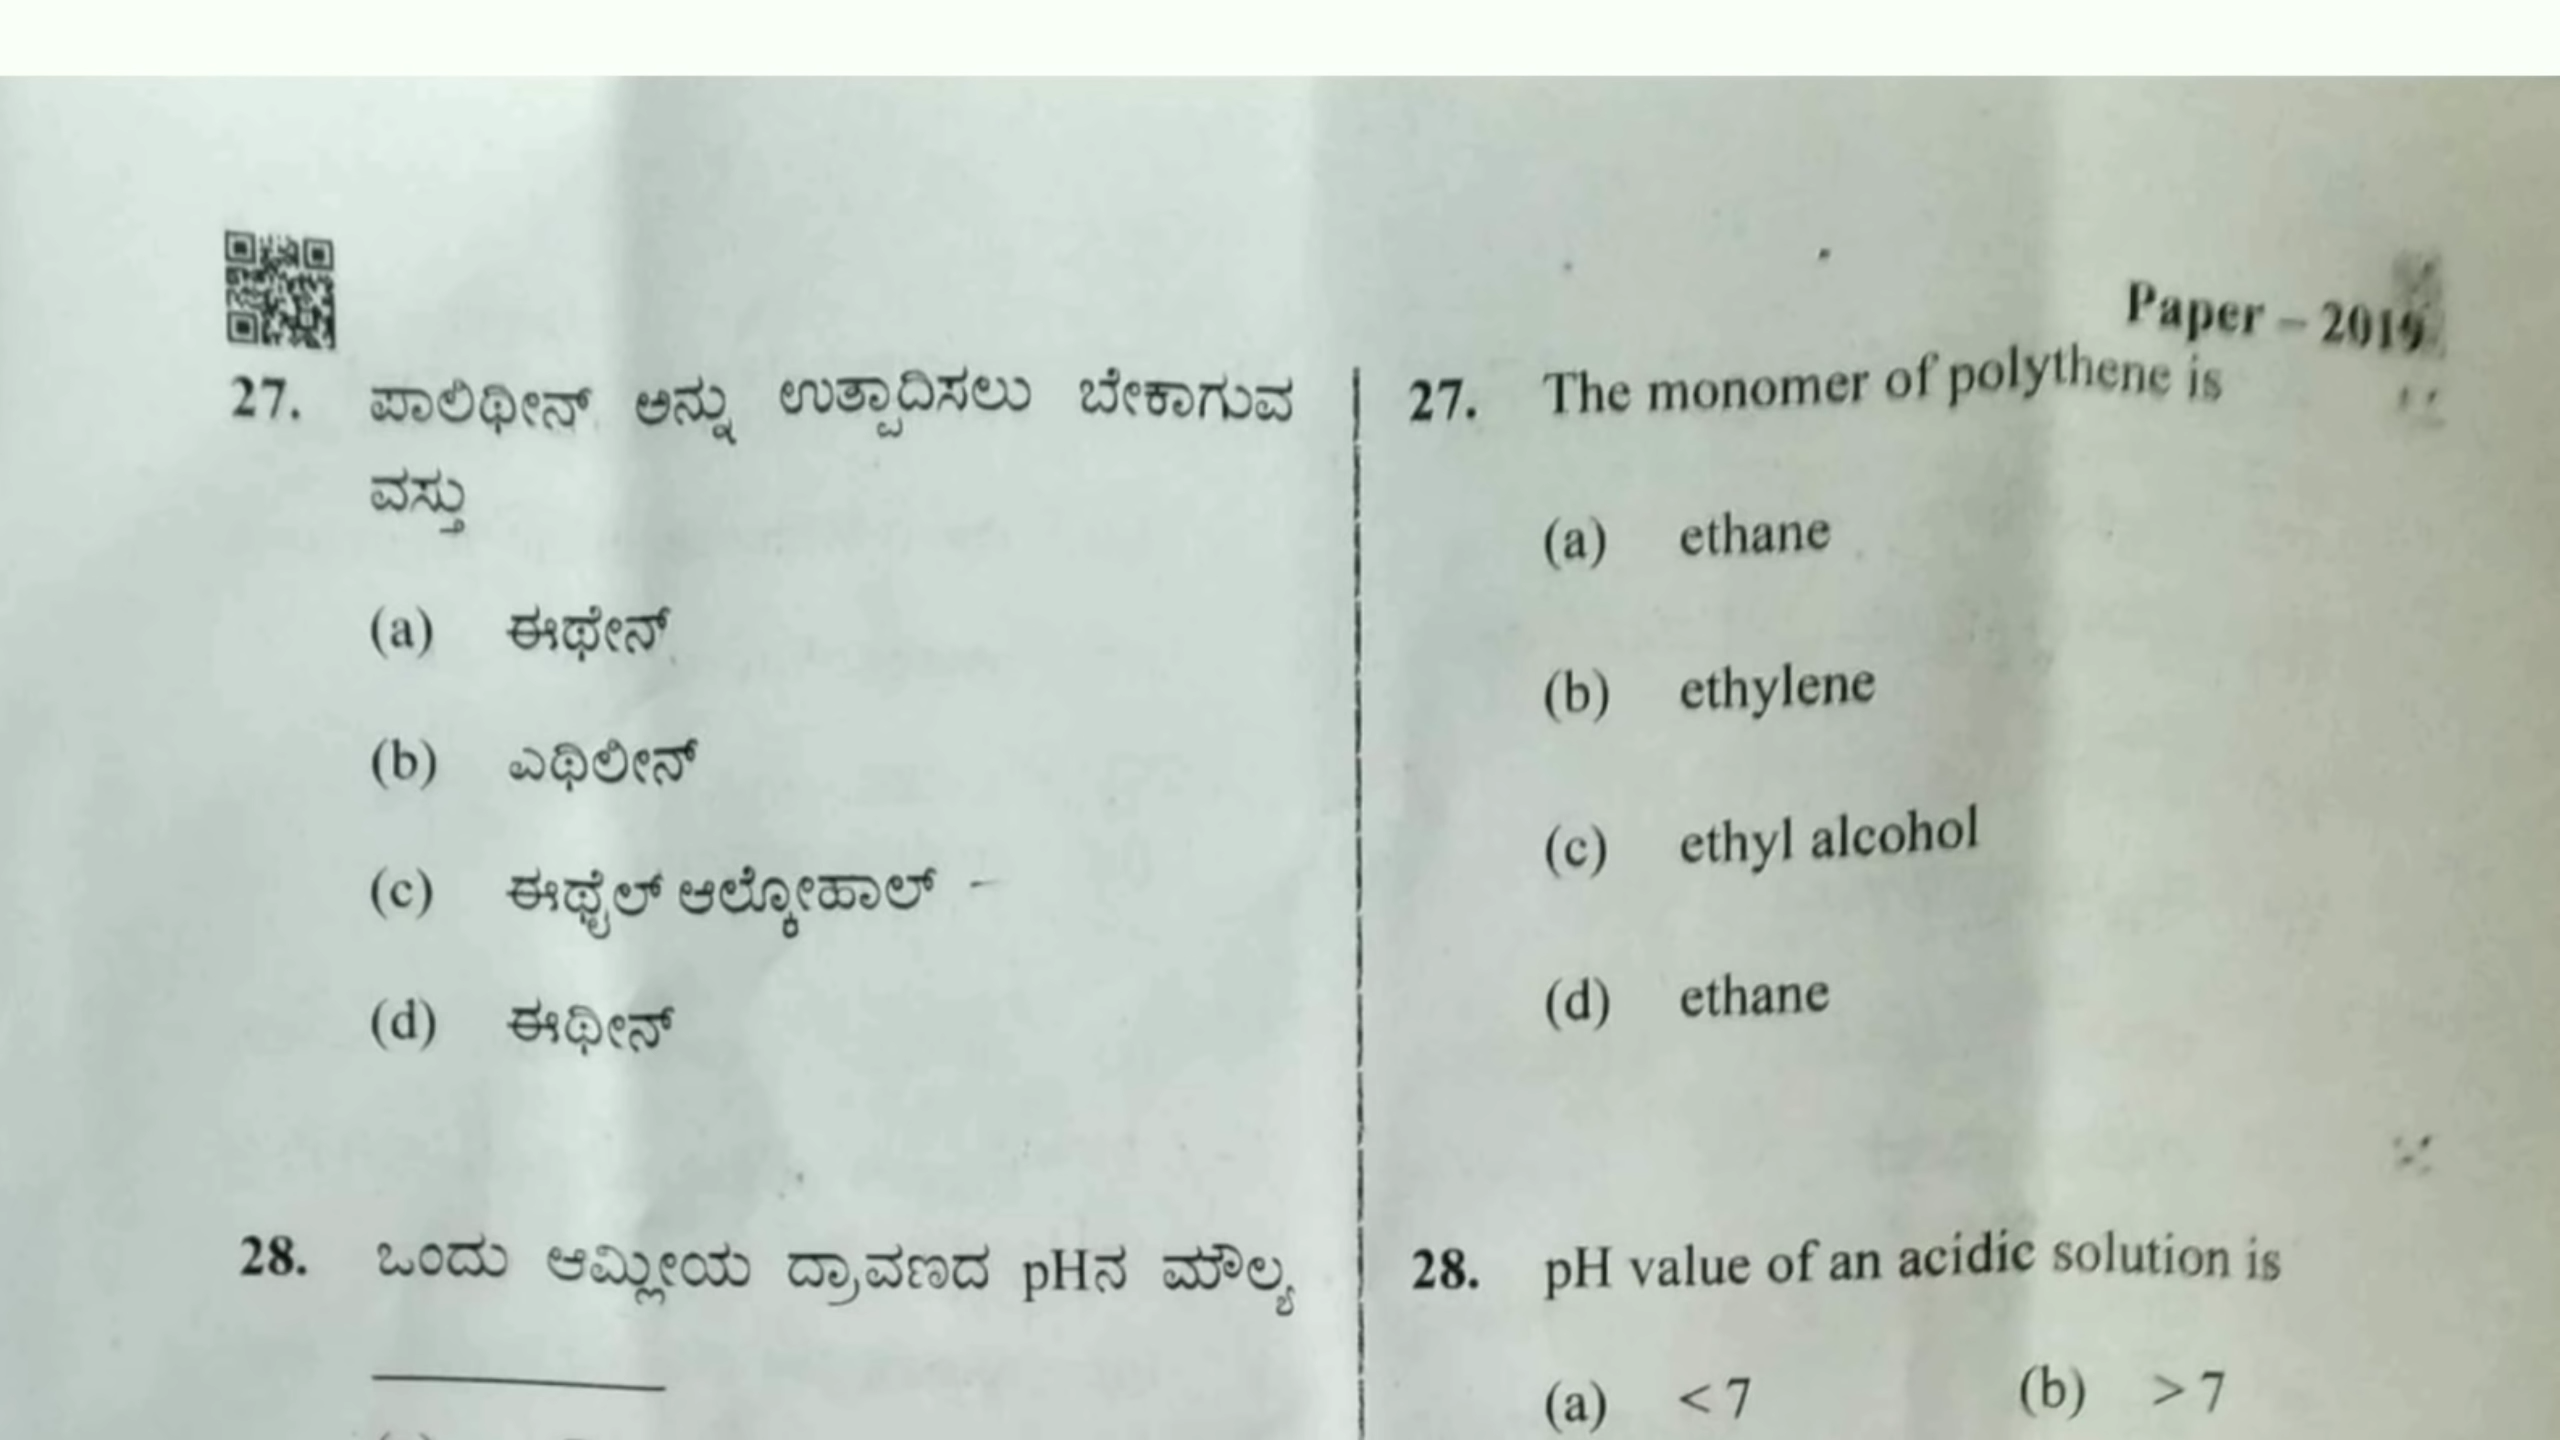 Paper – 2019
27. ಪಾಲಿಥೀನ್ ಅನ್ನು ಉತ್ಪಾದಿಸಲು ಬೇಕಾಗುವ
ವಸ್ತು
(a) ಈಥೇನ್
(b) ಎಥಿಲೀನ್
(c) ಈಥೈಲ್ ಆಲ್ಕೋಹಾಲ್
(d) ಈಥೀನ್
28. ಒಂದು ಆಮ್ಲೀಯ ದ್ರಾವಣದ pHನ ಮೌಲ್ಯ
27. The monomer of polythene is
(a) ethane
(b) ethylene
(c) ethyl alcohol
(d) ethane
28. pH value of an acidic solution is
(a) < 7 (b) > 7